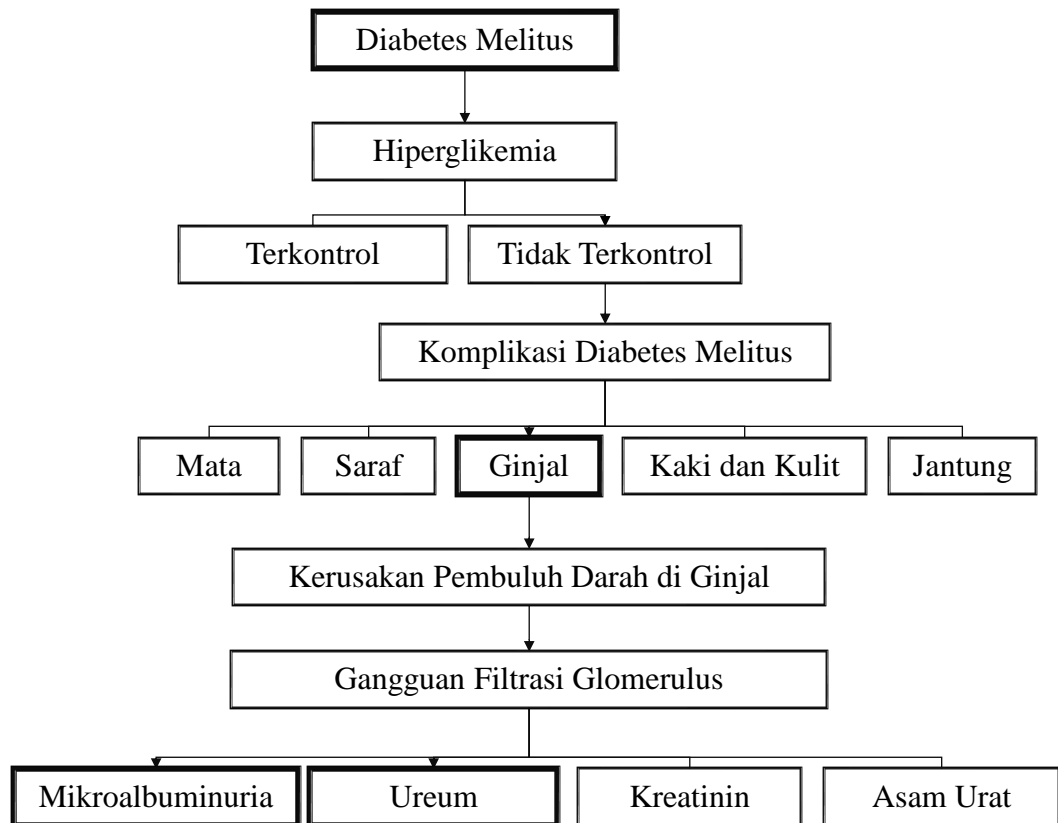 Diabetes Melitus
Hiperglikemia
Terkontrol
Tidak Terkontrol
Komplikasi Diabetes Melitus
Mata
Saraf
Ginjal
Kaki dan Kulit
Jantung
Kerusakan Pembuluh Darah di Ginjal
Gangguan Filtrasi Glomerulus
Mikroalbuminuria
Ureum
Kreatinin
Asam Urat